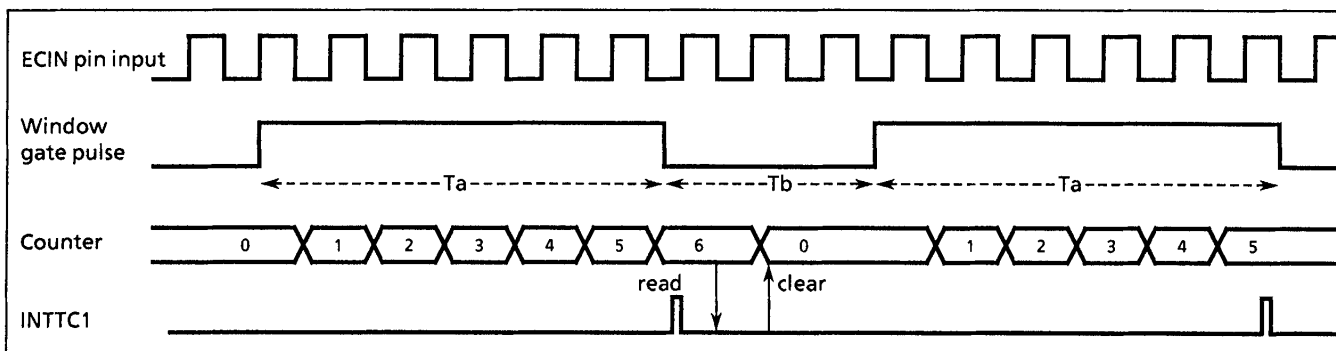 ECIN pin input
Window
gate pulse
Ta Tb Ta
Counter 0 1 2 3 4 5 6 0 1 2 3 4 5
read clear
INTTC1